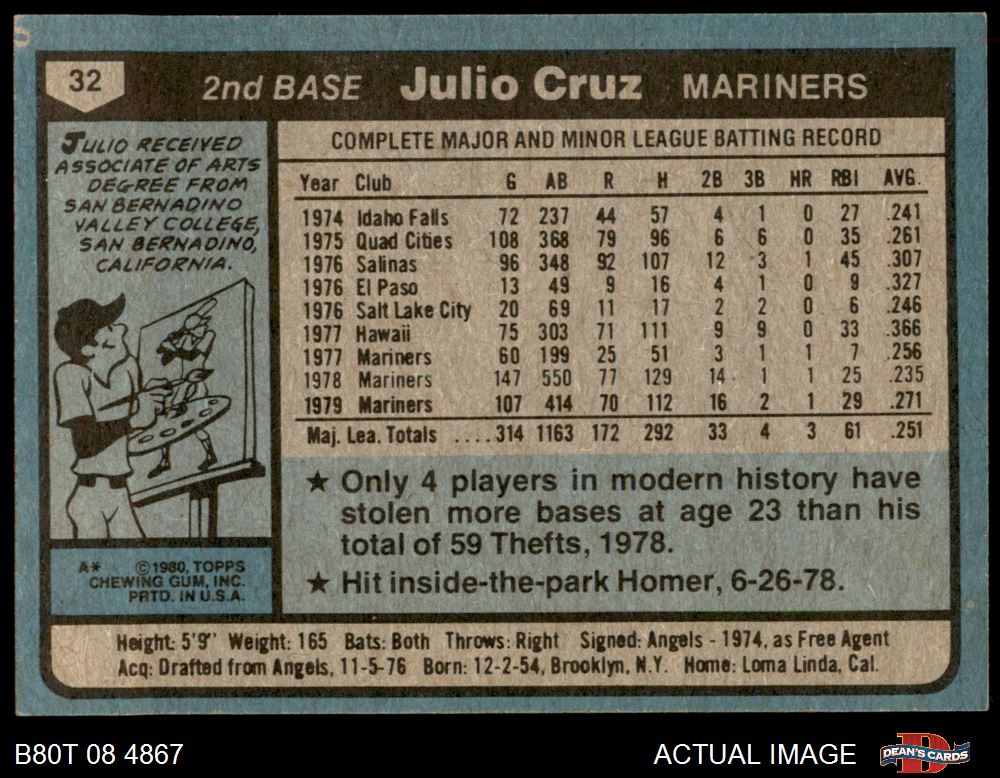 32
2nd BASE Julio Cruz MARINERS
JULIO RECEIVED
ASSOCIATE OF ARTS
DEGREE FROM
SAN BERNADINO
VALLEY COLLEGE,
SAN BERNADINO,
CALIFORNIA.
COMPLETE MAJOR AND MINOR LEAGUE BATTING RECORD
Year Club G AB R H 2B 3B HR RBI AVG.
1974 Idaho Falls 72 237 44 57 4 1 0 27 .241
1975 Quad Cities 108 368 79 96 6 6 0 35 .261
1976 Salinas 96 348 92 107 12 3 1 45 .307
1976 El Paso 13 49 9 16 4 1 0 9 .327
1976 Salt Lake City 20 69 11 17 2 2 0 6 .246
1977 Hawaii 75 303 71 111 9 9 0 33 .366
1977 Mariners 60 199 25 51 3 1 1 7 .256
1978 Mariners 147 550 77 129 14 1 1 25 .235
1979 Mariners 107 414 70 112 16 2 1 29 .271
Maj. Lea. Totals ....314 1163 172 292 33 4 3 61 .251
★ Only 4 players in modern history have
stolen more bases at age 23 than his
total of 59 Thefts, 1978.
★ Hit inside-the-park Homer, 6-26-78.
A* ©1980, TOPPS
CHEWING GUM, INC.
PRTD. IN U.S.A.
Height: 5'9" Weight: 165 Bats: Both Throws: Right Signed: Angels - 1974, as Free Agent
Acq: Drafted from Angels, 11-5-76 Born: 12-2-54, Brooklyn, N.Y. Home: Loma Linda, Cal.
B80T 08 4867
ACTUAL IMAGE
DEAN'S CARDS